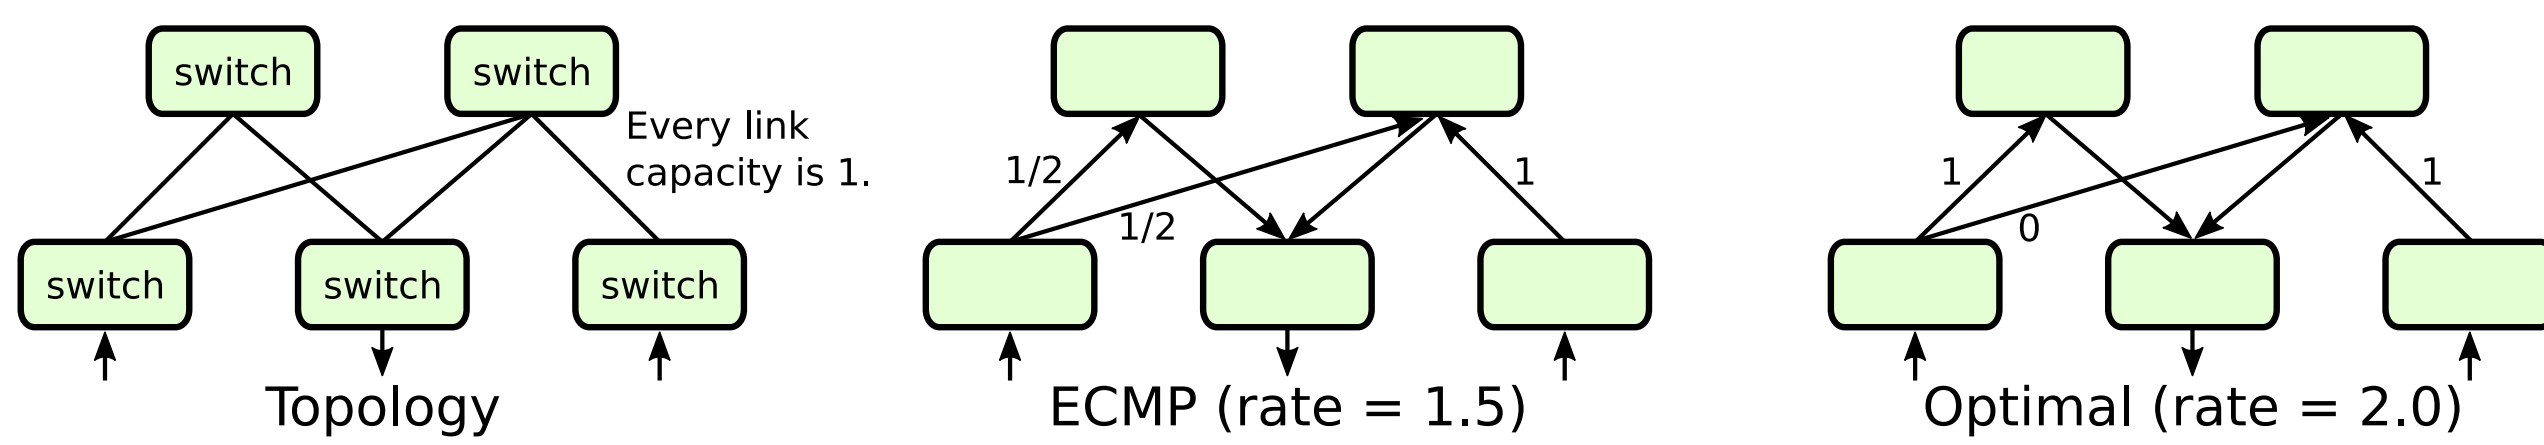 switch
switch
Every link
capacity is 1.
switch
switch
switch
Topology
1/2
1
1/2
ECMP (rate = 1.5)
1
1
0
Optimal (rate = 2.0)